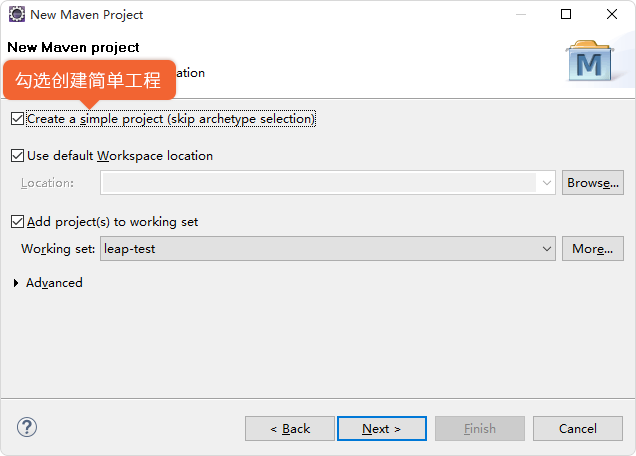 New Maven Project
New Maven project
勾选创建简单工程
ation
Create a simple project (skip archetype selection)
Use default Workspace location
Location:
Browse...
Add project(s) to working set
Working set:
leap-test
More...
Advanced
?
< Back
Next >
Finish
Cancel
M